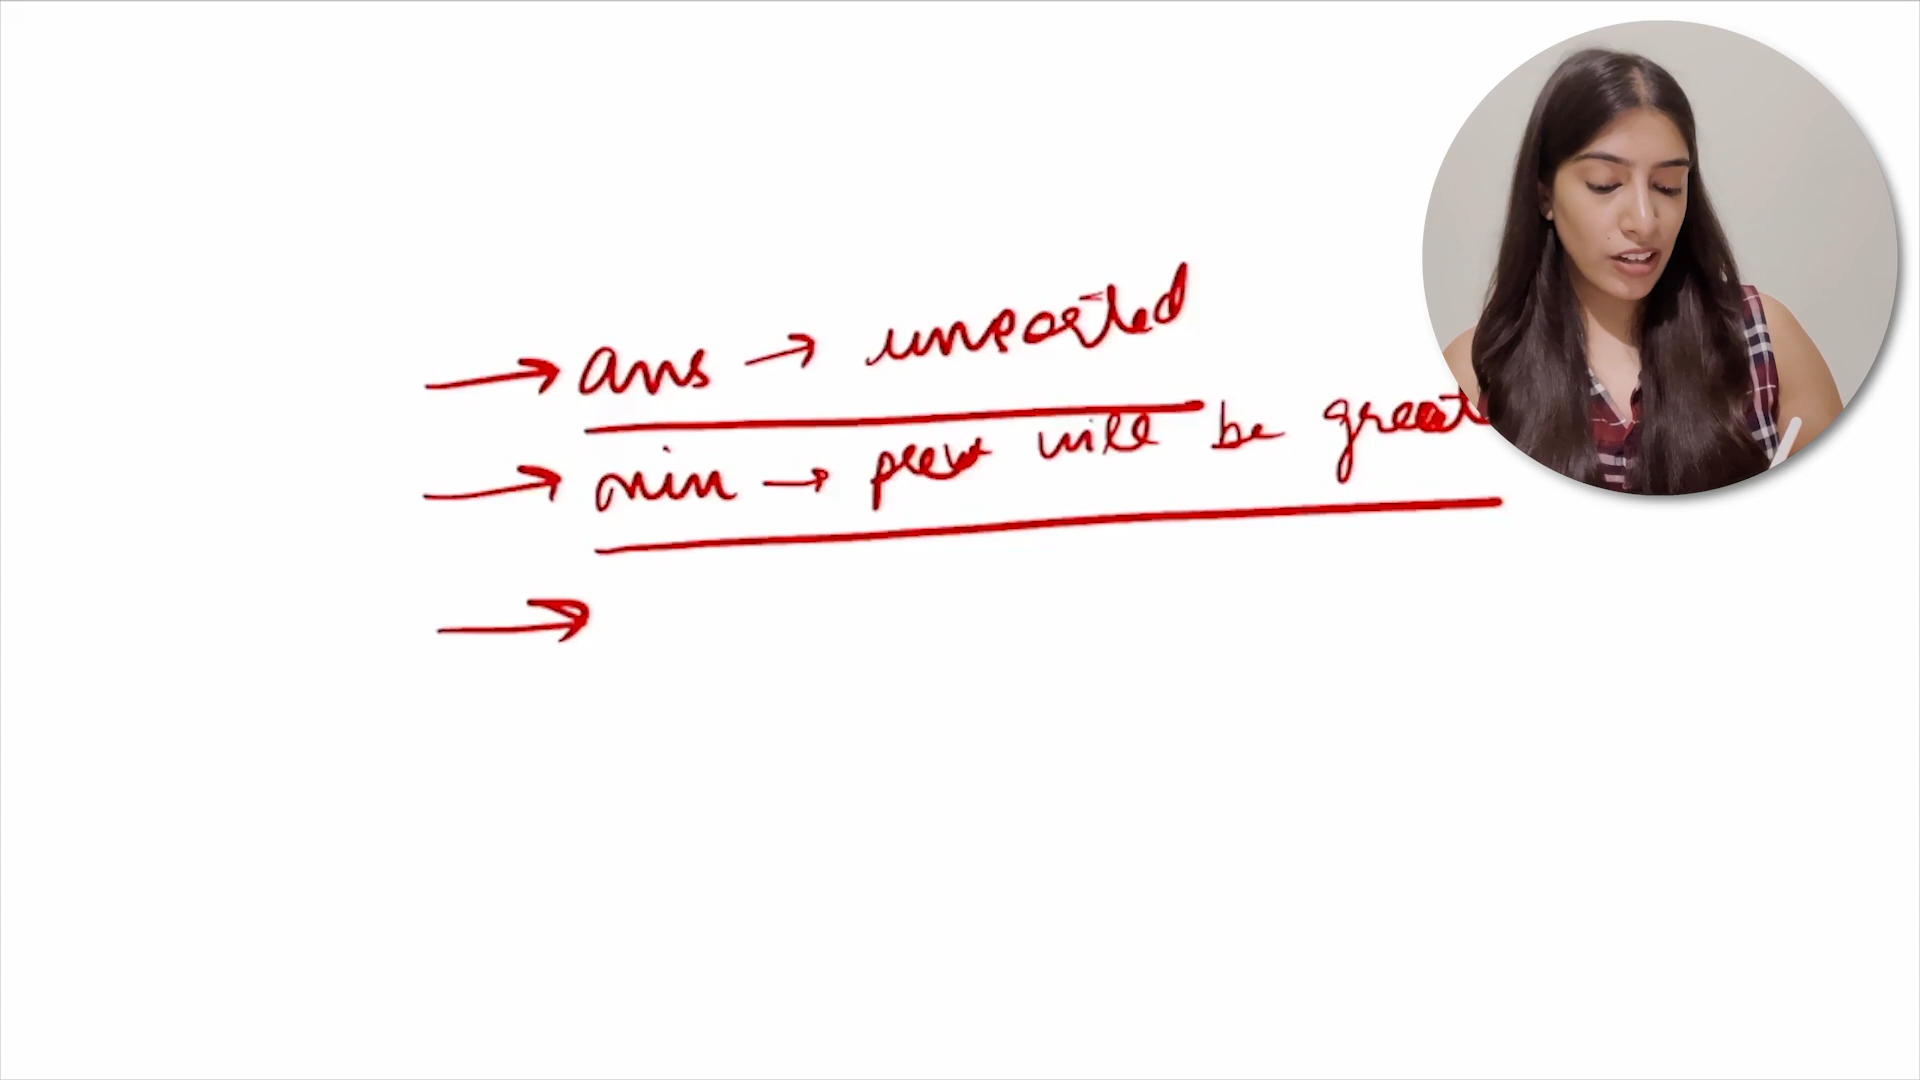 → ans → unsorted
→ min → prev will be great
→